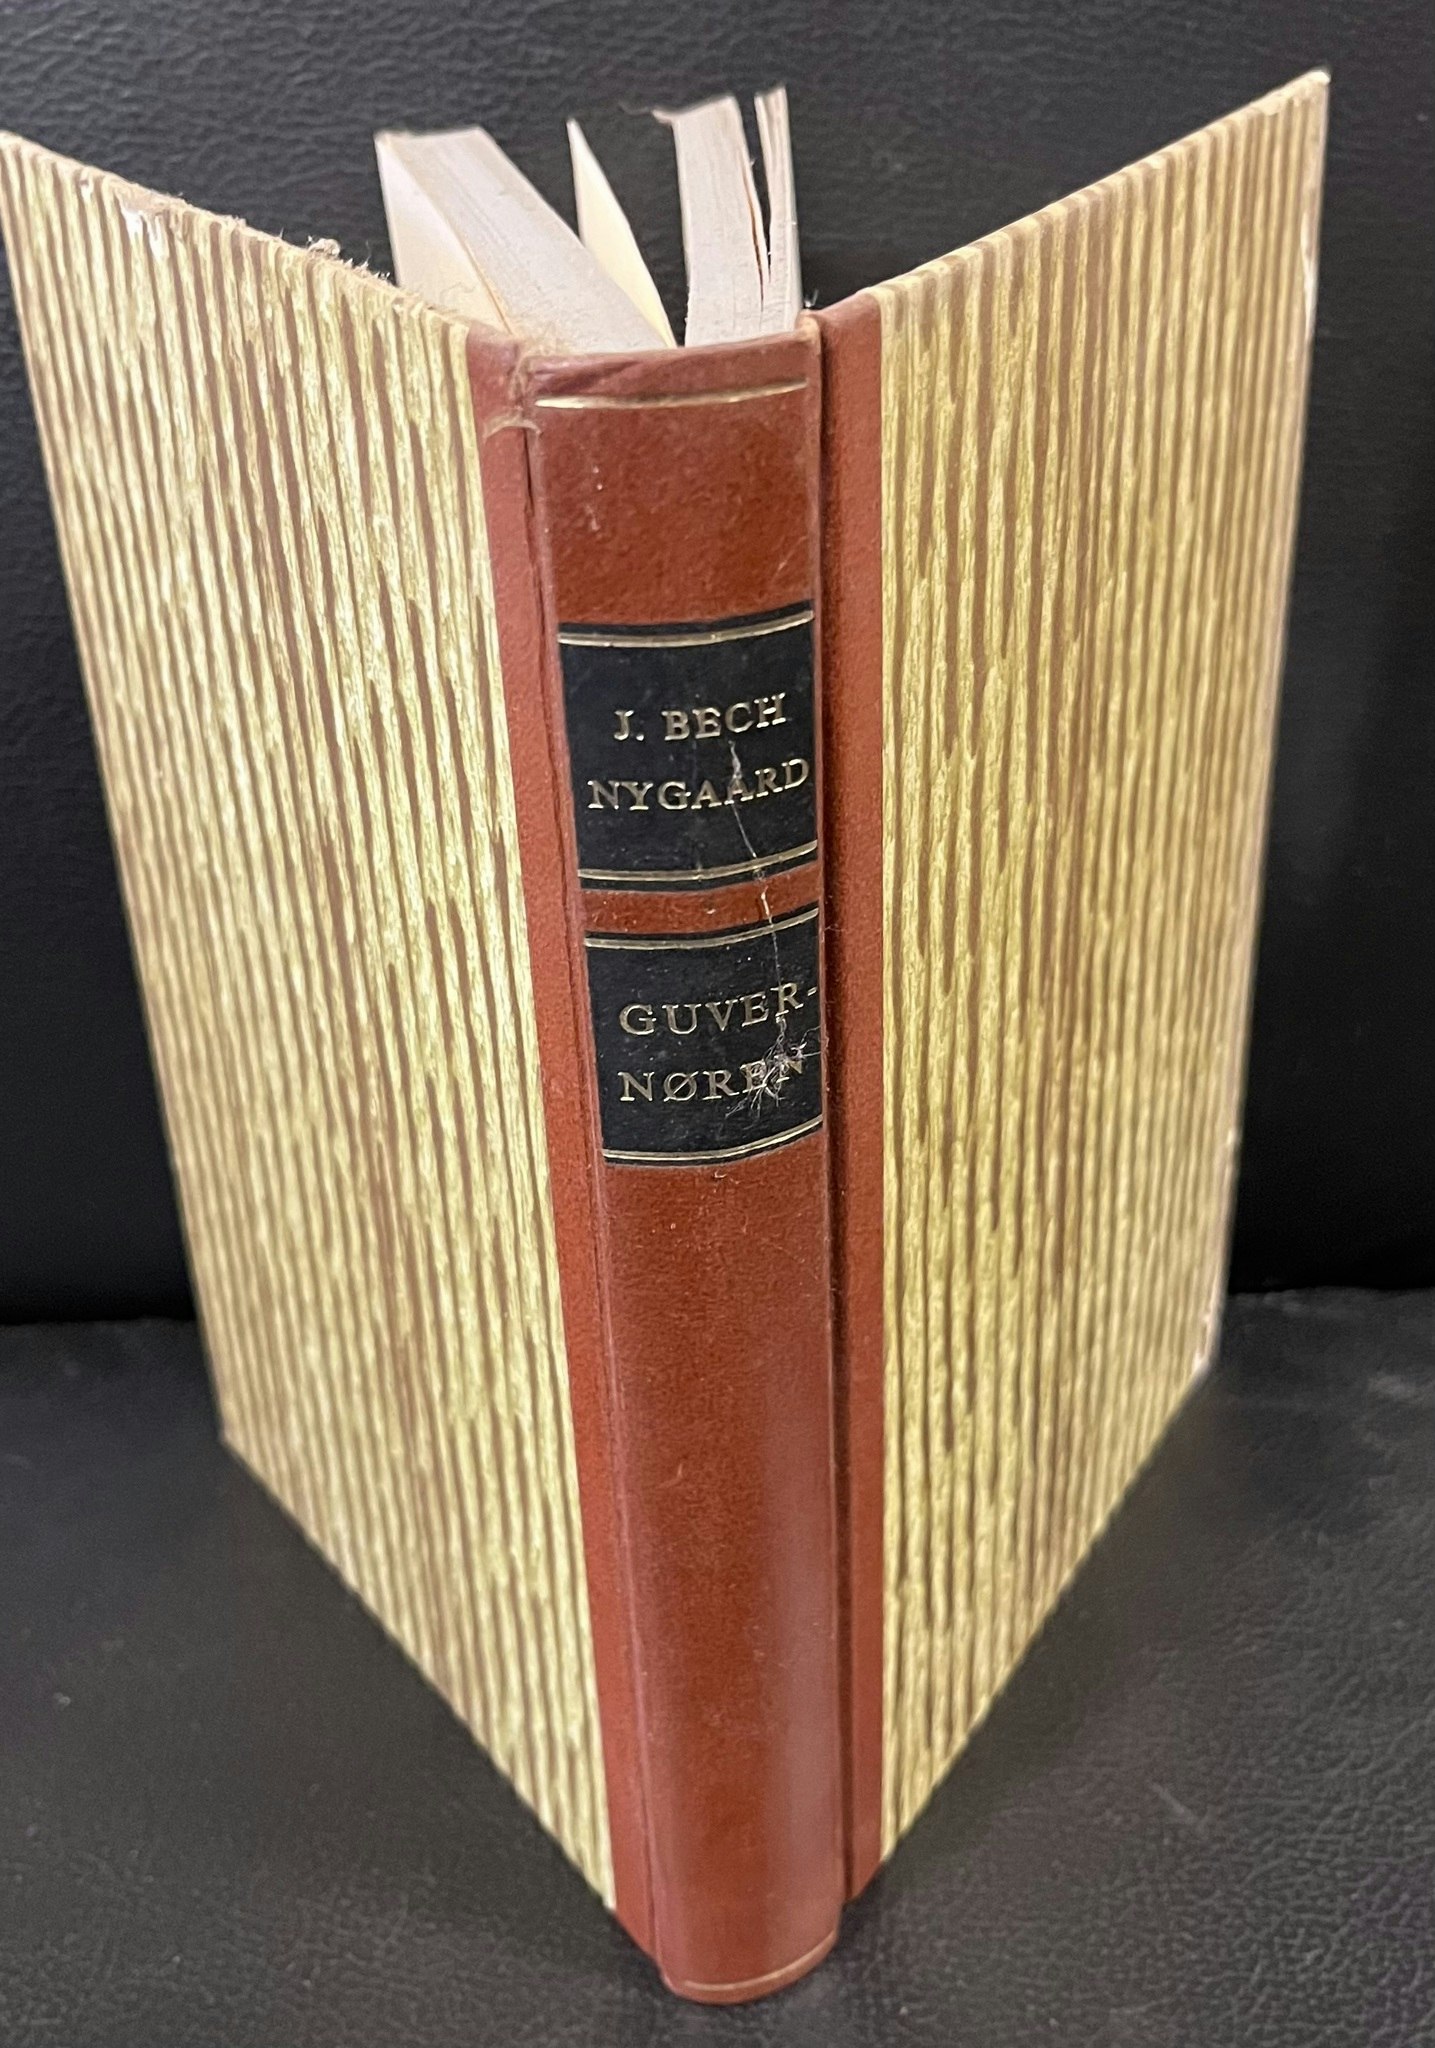 J. BECH
NYGAARD
GUVER-
NØREN